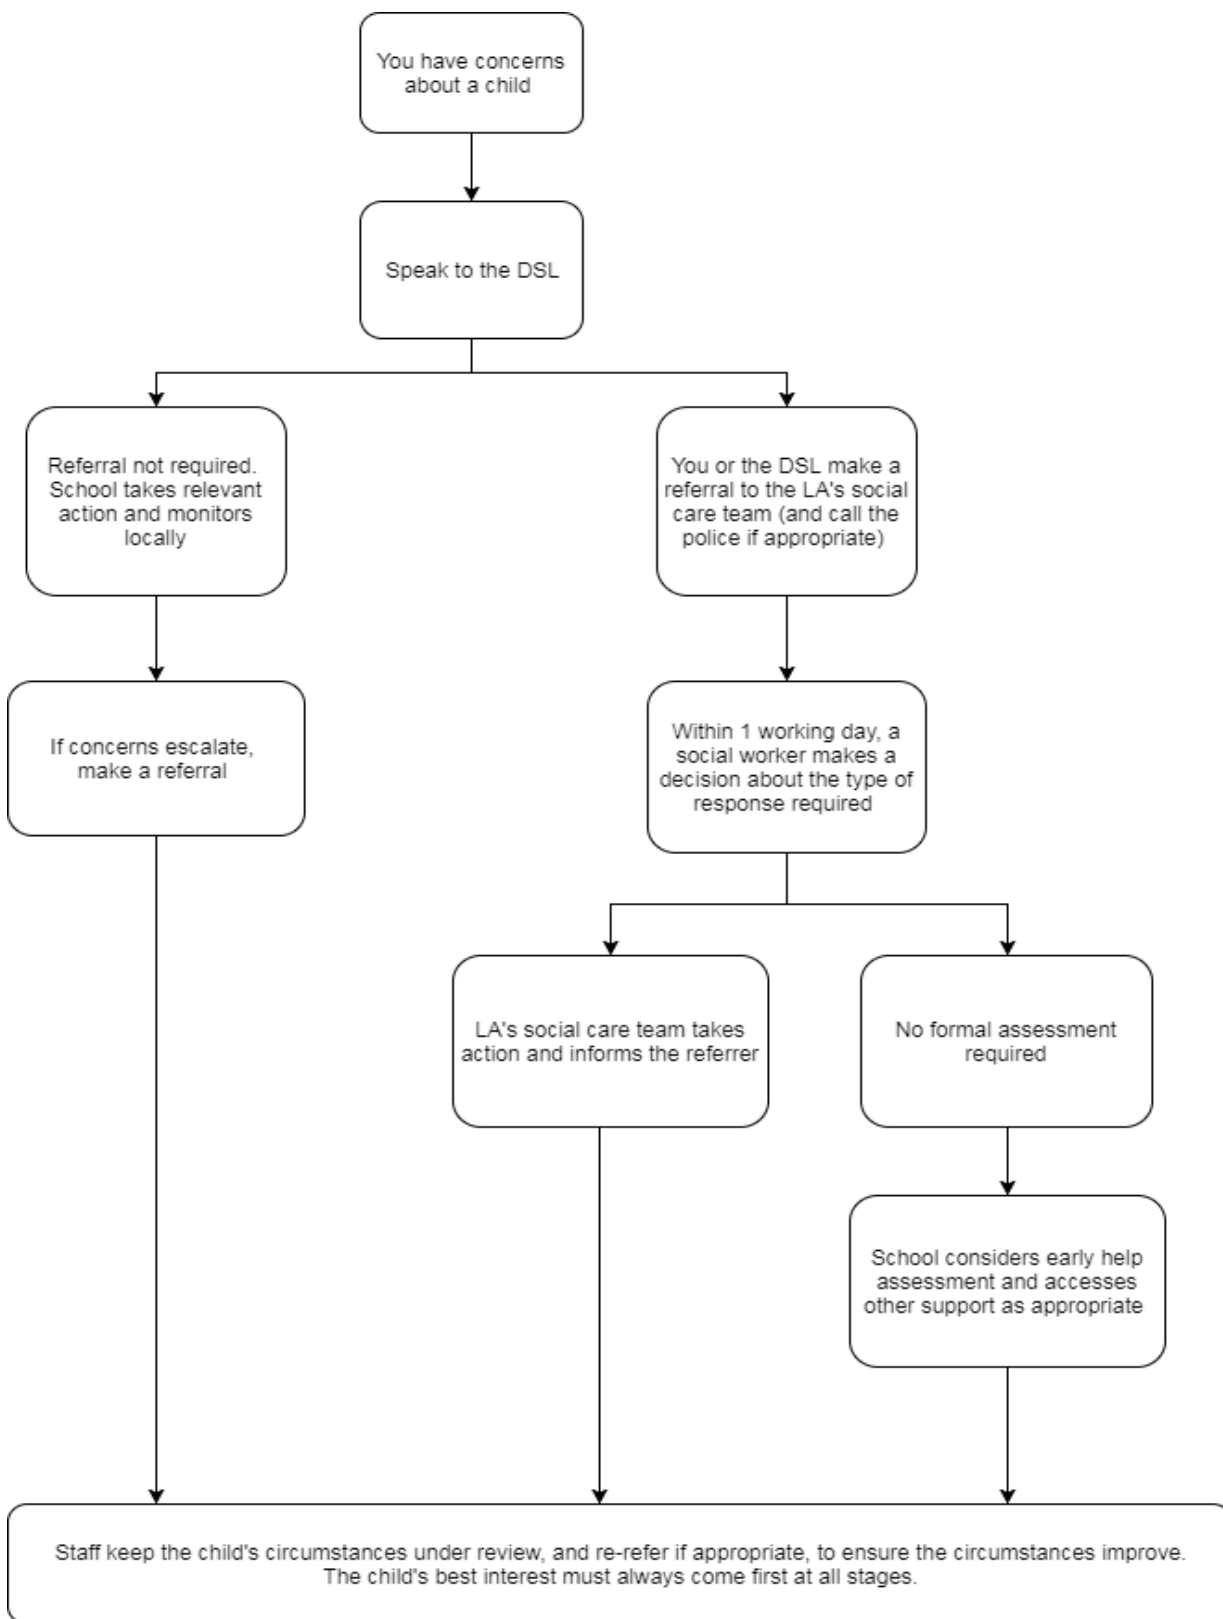 You have concerns
about a child
Speak to the DSL
Referral not required.
School takes relevant
action and monitors
locally
You or the DSL make a
referral to the LA's social
care team (and call the
police if appropriate)
If concerns escalate,
make a referral
Within 1 working day, a
social worker makes a
decision about the type of
response required
LA's social care team takes
action and informs the referrer
No formal assessment
required
School considers early help
assessment and accesses
other support as appropriate
Staff keep the child's circumstances under review, and re-refer if appropriate, to ensure the circumstances improve.
The child's best interest must always come first at all stages.